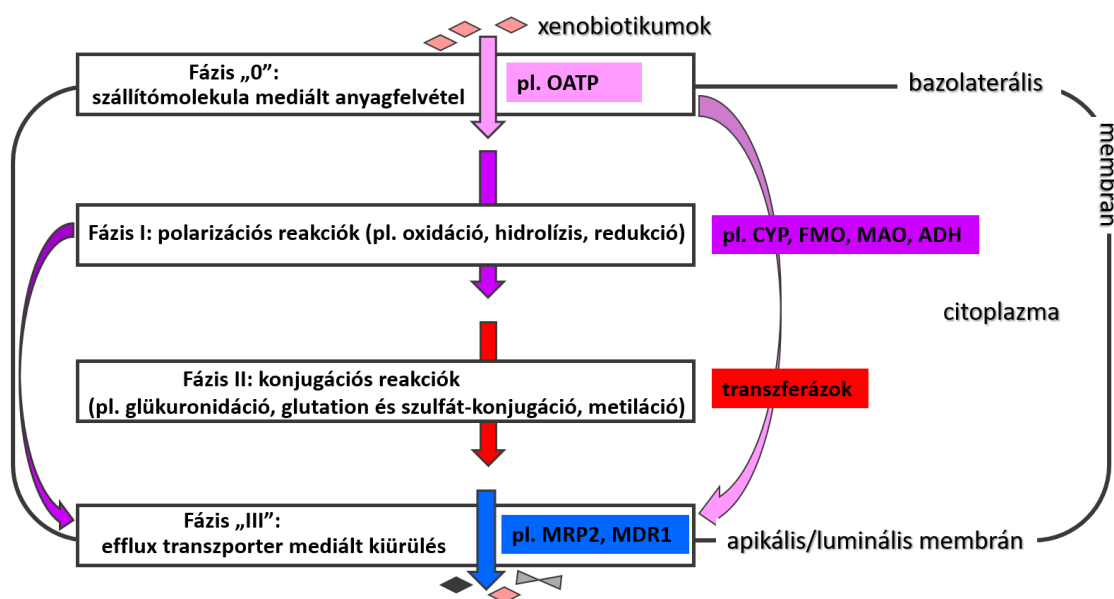 xenobiotikumok
Fázis „0”:
szállítómolekula mediált anyagfelvétel
pl. OATP
bazolaterális
membran
Fázis I: polarizációs reakciók (pl. oxidáció, hidrolízis, redukció)
pl. CYP, FMO, MAO, ADH
citoplazma
Fázis II: konjugációs reakciók
(pl. glükuronidáció, glutation és szulfát-konjugáció, metiláció)
transzferázok
Fázis „III”:
efflux transzporter mediált kiürülés
pl. MRP2, MDR1
apikális/luminális membrán